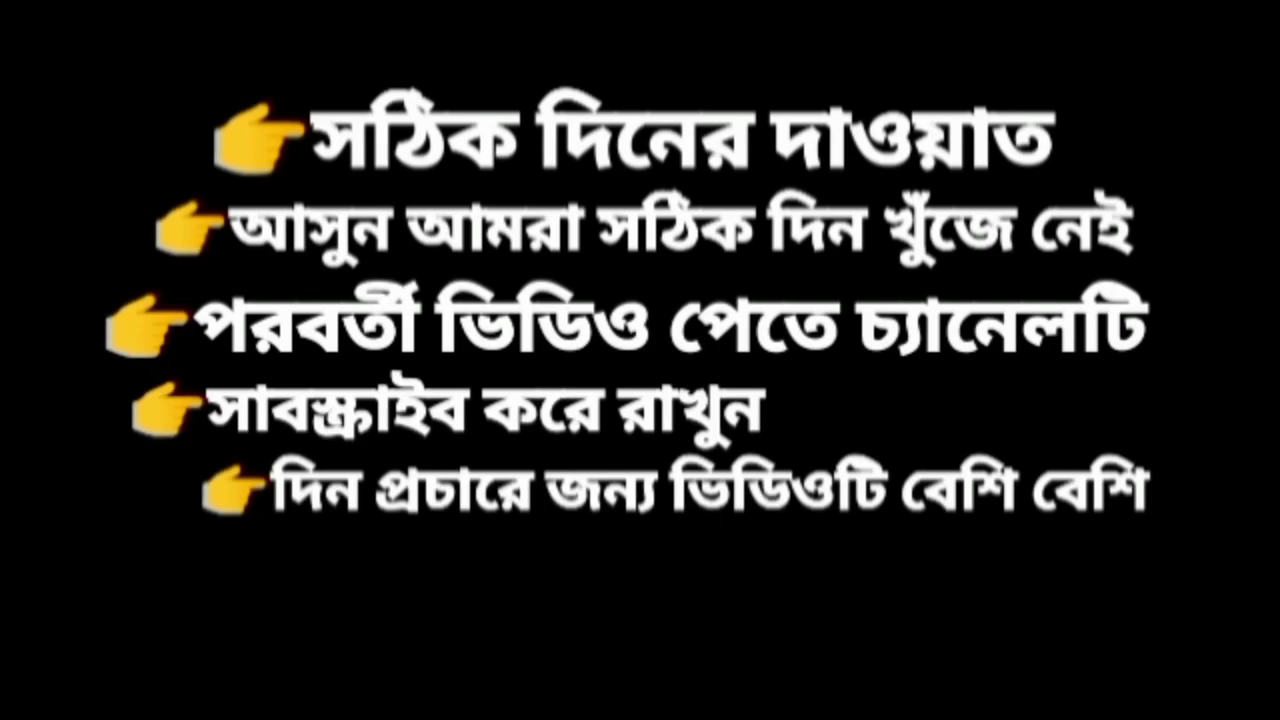 👉সঠিক দিনের দাওয়াত
👉আসুন আমরা সঠিক দিন খুঁজে নেই
👉পরবর্তী ভিডিও পেতে চ্যানেলটি
👉সাবস্ক্রাইব করে রাখুন
👉দিন প্রচারে জন্য ভিডিওটি বেশি বেশি